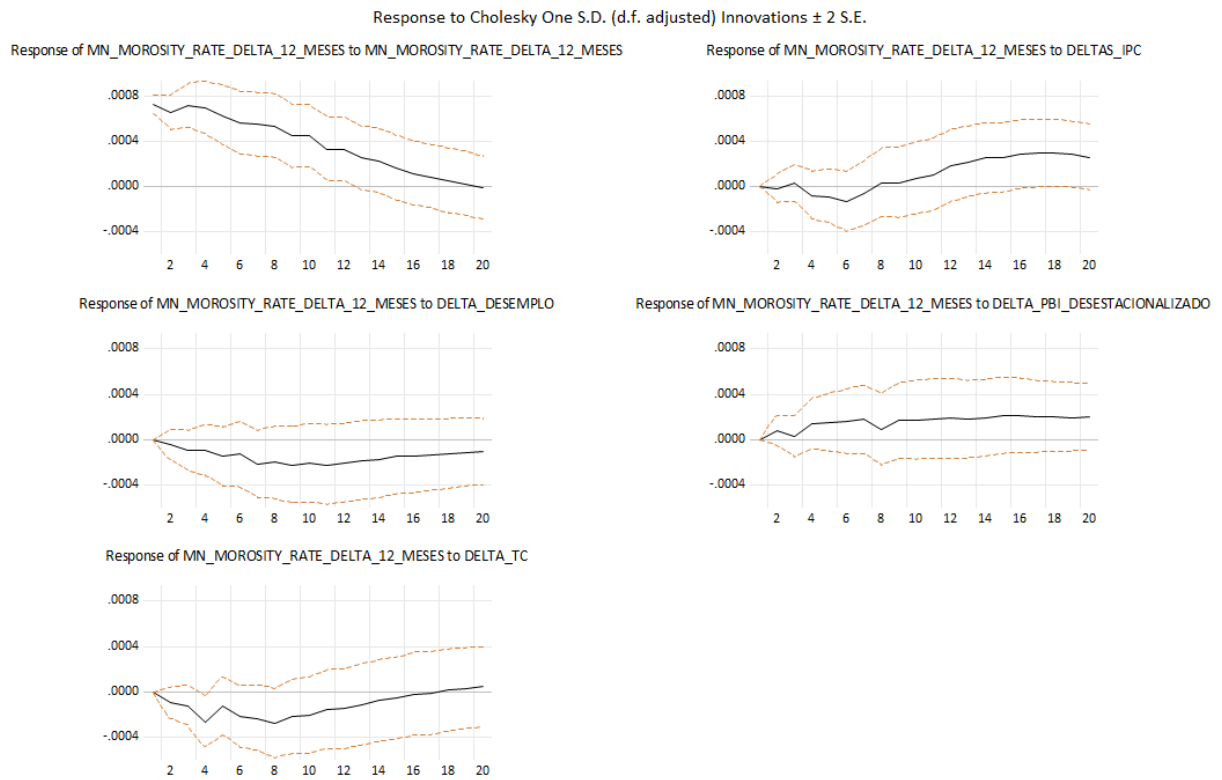 Response to Cholesky One S.D. (d.f. adjusted) Innovations ± 2 S.E.
Response of MN_MOROSITY_RATE_DELTA_12_MESES to MN_MOROSITY_RATE_DELTA_12_MESES
.0008
.0004
.0000
-.0004
2 4 6 8 10 12 14 16 18 20
Response of MN_MOROSITY_RATE_DELTA_12_MESES to DELTAS_IPC
.0008
.0004
.0000
-.0004
2 4 6 8 10 12 14 16 18 20
Response of MN_MOROSITY_RATE_DELTA_12_MESES to DELTA_DESEMPLO
.0008
.0004
.0000
-.0004
2 4 6 8 10 12 14 16 18 20
Response of MN_MOROSITY_RATE_DELTA_12_MESES to DELTA_PBI_DESESTACIONALIZADO
.0008
.0004
.0000
-.0004
2 4 6 8 10 12 14 16 18 20
Response of MN_MOROSITY_RATE_DELTA_12_MESES to DELTA_TC
.0008
.0004
.0000
-.0004
2 4 6 8 10 12 14 16 18 20